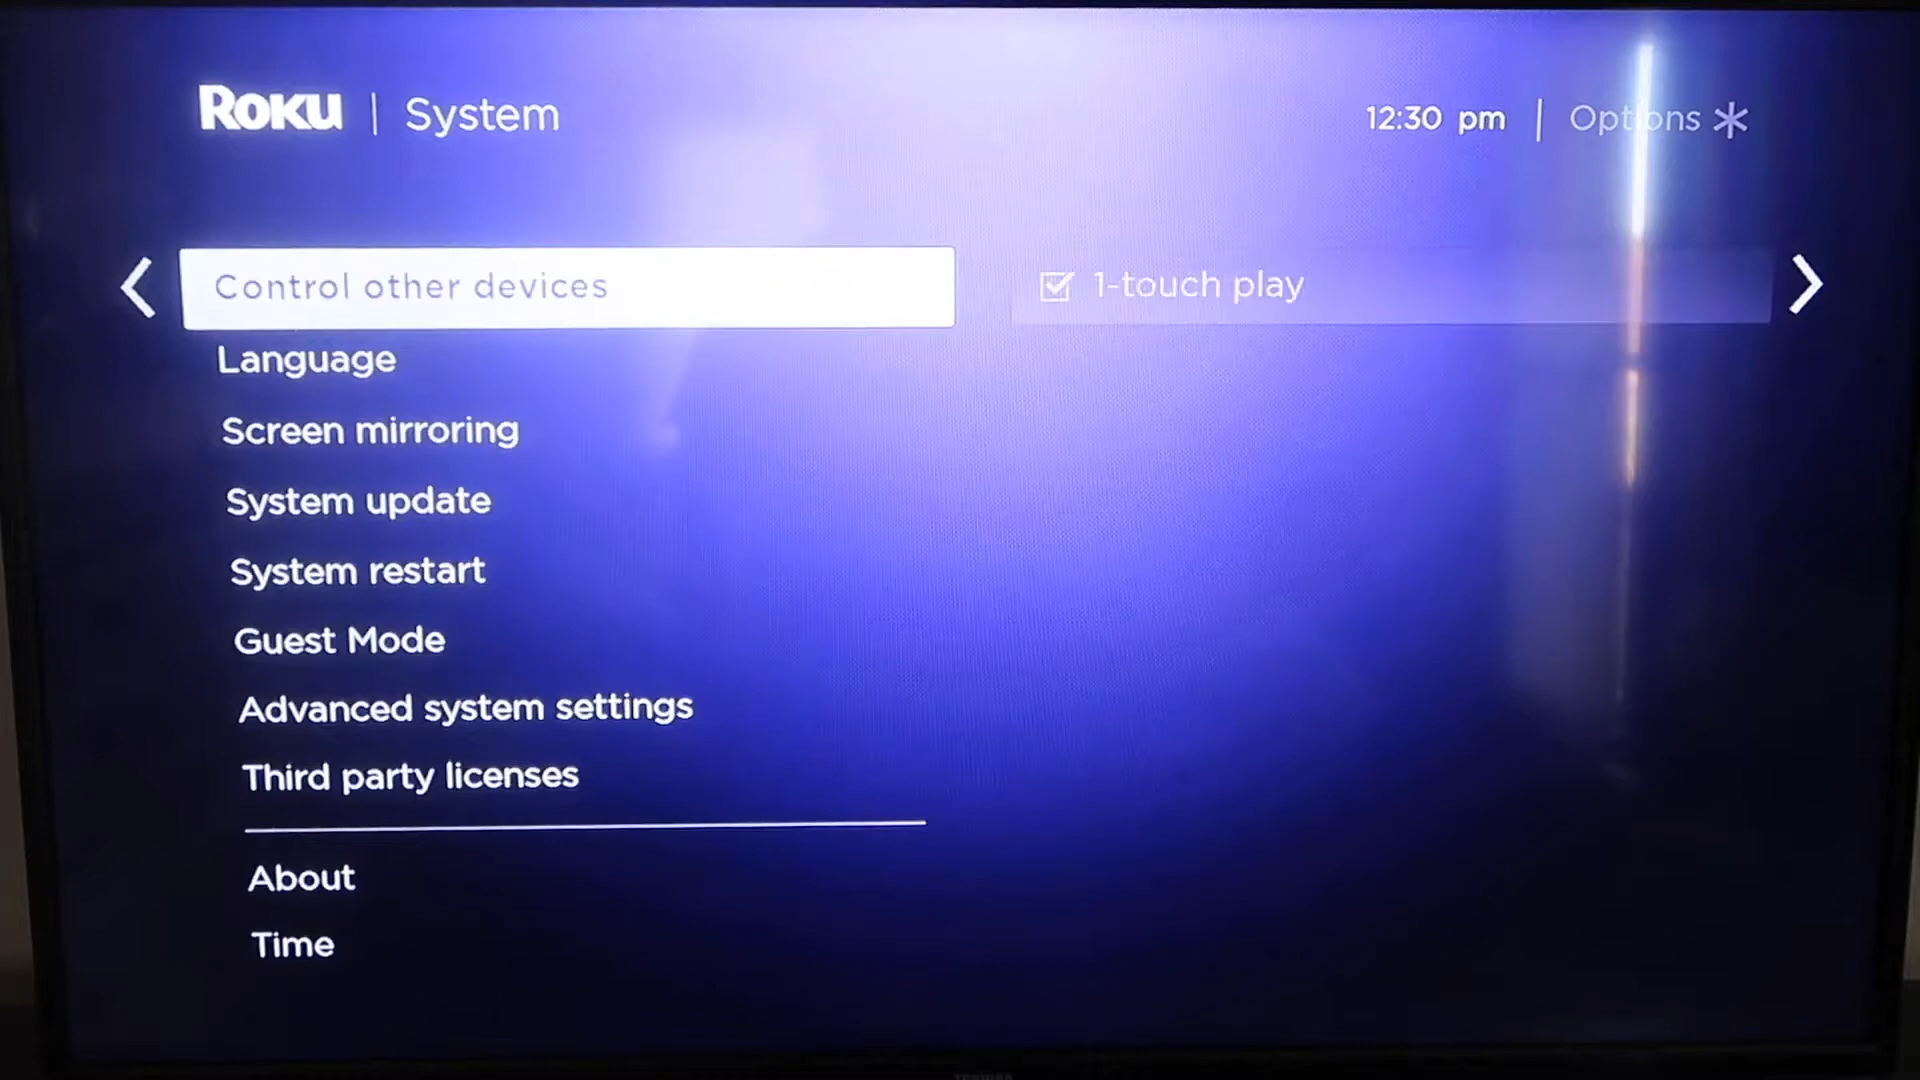 Roku | System
12:30 pm | Options *
Control other devices
1-touch play
Language
Screen mirroring
System update
System restart
Guest Mode
Advanced system settings
Third party licenses
About
Time